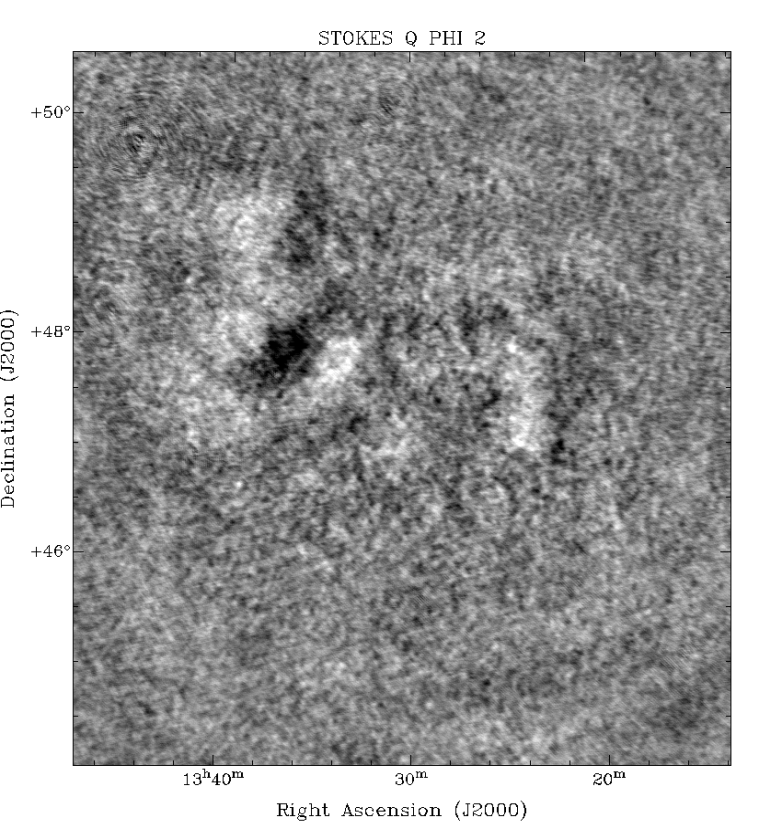 STOKES Q PHI 2
+50°
+48°
+46°
Declination (J2000)
13h40m 30m 20m
Right Ascension (J2000)